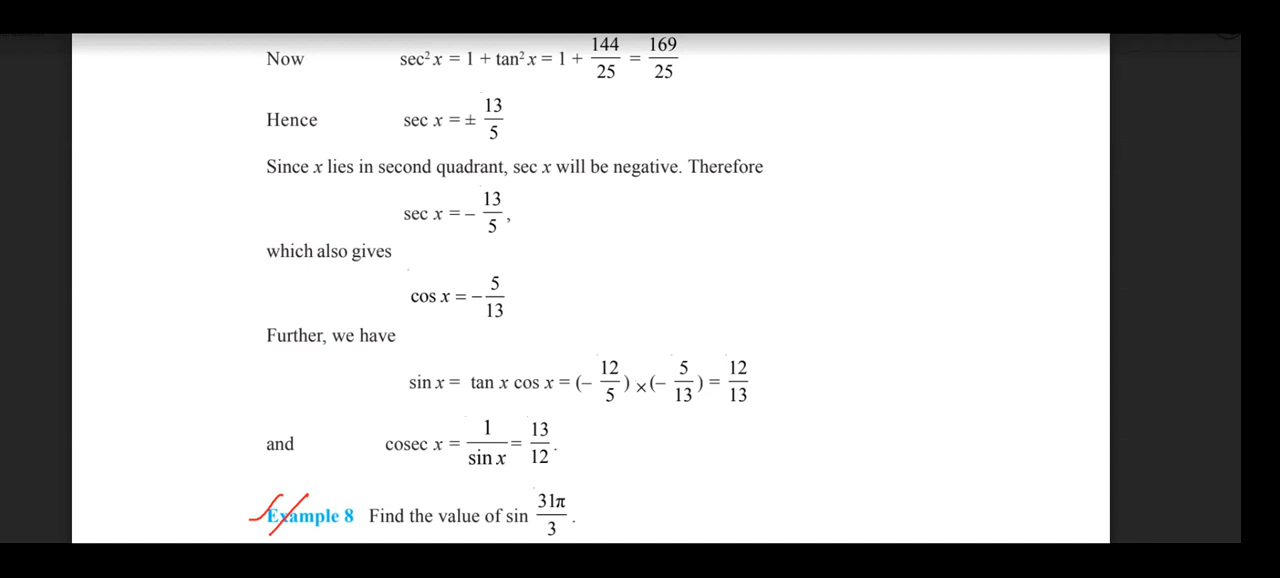 Now sec² x = 1 + tan² x = 1 + 144/25 = 169/25
Hence sec x = ± 13/5
Since x lies in second quadrant, sec x will be negative. Therefore
sec x = – 13/5 ,
which also gives
cos x = – 5/13
Further, we have
sin x = tan x cos x = (– 12/5 ) × (– 5/13 ) = 12/13
and cosec x = 1/sin x = 13/12 .
Example 8 Find the value of sin 31π/3 .